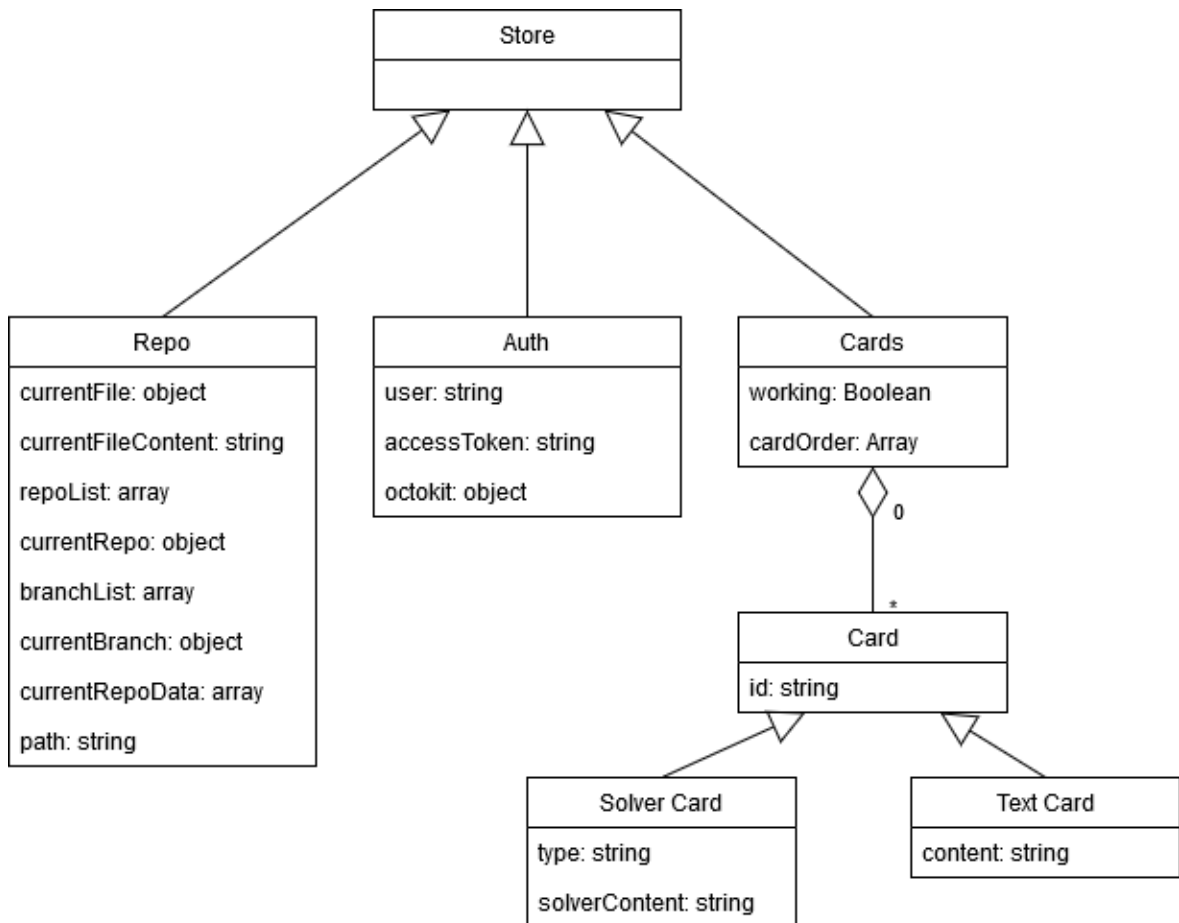 Store
Repo
currentFile: object
currentFileContent: string
repoList: array
currentRepo: object
branchList: array
currentBranch: object
currentRepoData: array
path: string
Auth
user: string
accessToken: string
octokit: object
Cards
working: Boolean
cardOrder: Array
0
*
Card
id: string
Solver Card
type: string
solverContent: string
Text Card
content: string